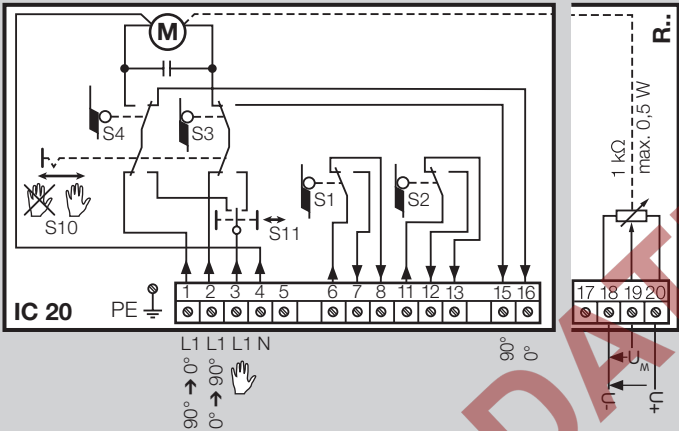 M
R..
S4
S3
1 kΩ
max. 0,5 W
S1
S2
S10
S11
IC 20
PE
1 2 3 4 5 6 7 8 11 12 13 15 16
17 18 19 20
L1 L1 L1 N
90° → 0°
0° → 90°
90°
0°
U_M
-U
+U
DAT